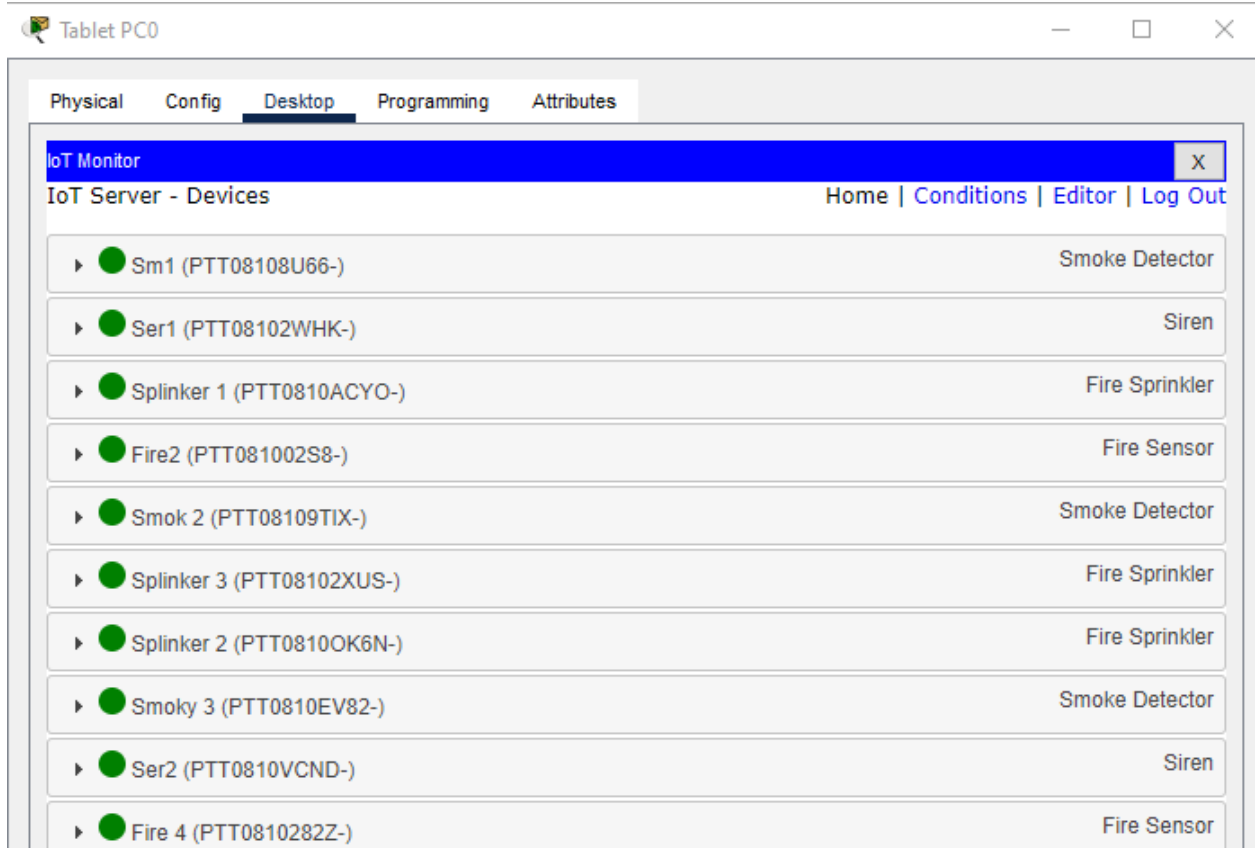 Tablet PC0
Physical Config Desktop Programming Attributes
IoT Monitor X
IoT Server - Devices Home | Conditions | Editor | Log Out
Sm1 (PTT08108U66-) Smoke Detector
Ser1 (PTT08102WHK-) Siren
Splinker 1 (PTT0810ACYO-) Fire Sprinkler
Fire2 (PTT081002S8-) Fire Sensor
Smok 2 (PTT08109TIX-) Smoke Detector
Splinker 3 (PTT08102XUS-) Fire Sprinkler
Splinker 2 (PTT0810OK6N-) Fire Sprinkler
Smoky 3 (PTT0810EV82-) Smoke Detector
Ser2 (PTT0810VCND-) Siren
Fire 4 (PTT0810282Z-) Fire Sensor